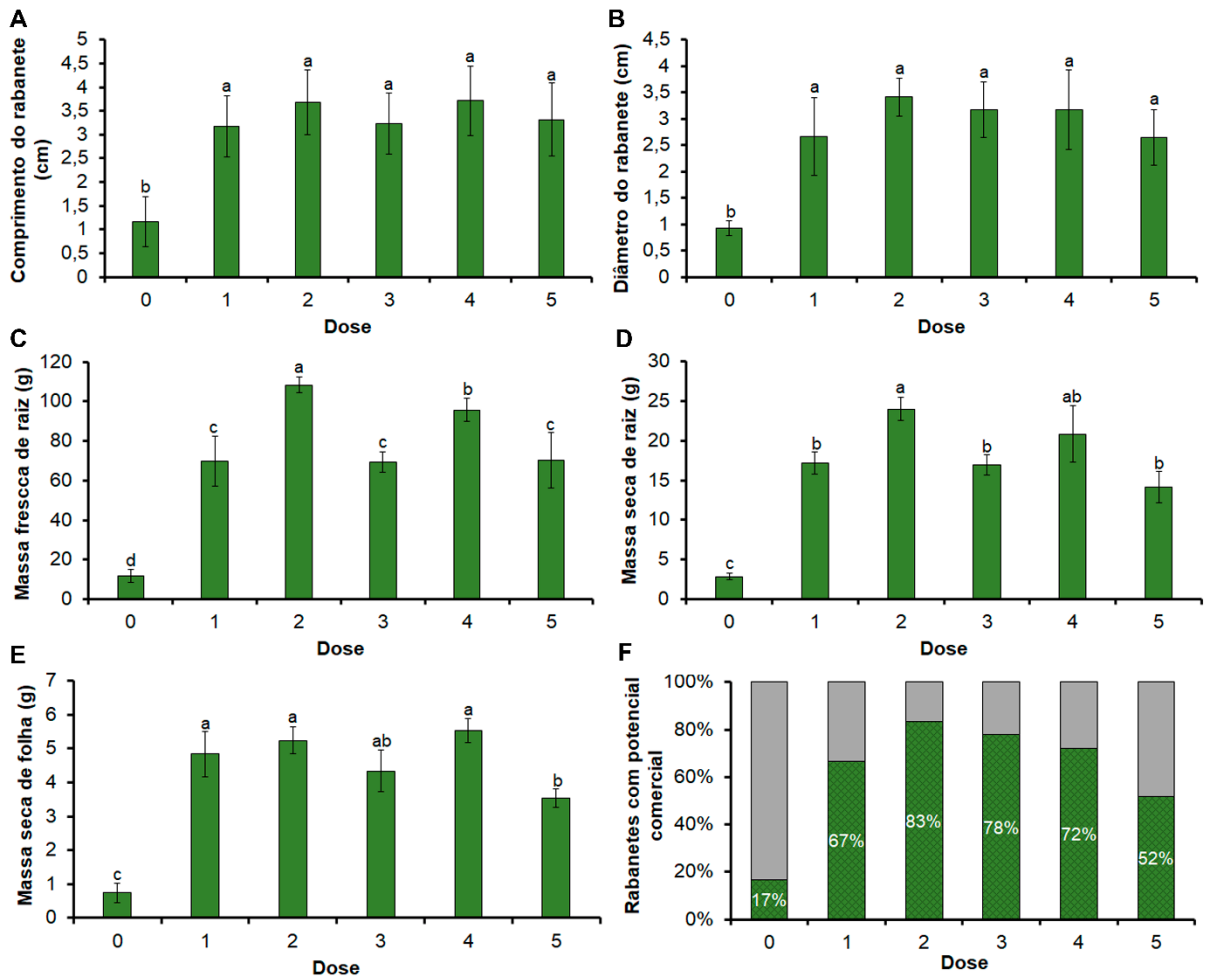 A
Comprimento do rabanete
(cm)
5
4,5
4
3,5
3
2,5
2
1,5
1
0,5
0
b
a
a
a
a
a
0 1 2 3 4 5
Dose
B
Diâmetro do rabanete (cm)
4,5
4
3,5
3
2,5
2
1,5
1
0,5
0
b
a
a
a
a
a
0 1 2 3 4 5
Dose
C
Massa frescca de raiz (g)
120
100
80
60
40
20
0
d
c
a
c
b
c
0 1 2 3 4 5
Dose
D
Massa seca de raiz (g)
30
25
20
15
10
5
0
c
b
a
b
ab
b
0 1 2 3 4 5
Dose
E
Massa seca de folha (g)
7
6
5
4
3
2
1
0
c
a
a
ab
a
b
0 1 2 3 4 5
Dose
F
Rabanetes com potencial
comercial
100%
80%
60%
40%
20%
0%
17%
67%
83%
78%
72%
52%
0 1 2 3 4 5
Dose